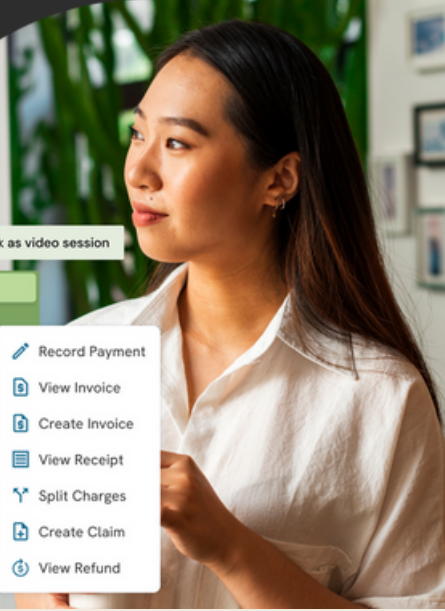 k as video session
Record Payment
View Invoice
Create Invoice
View Receipt
Split Charges
Create Claim
View Refund